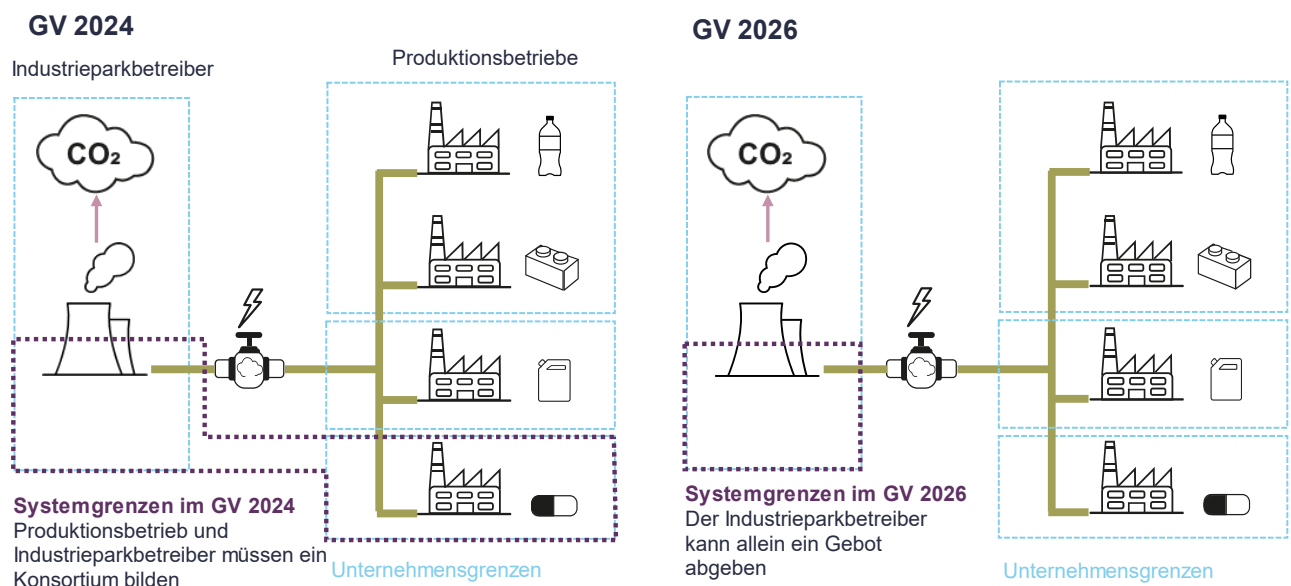 GV 2024
Industrieparkbetreiber
Produktionsbetriebe
CO₂
Systemgrenzen im GV 2024
Produktionsbetrieb und
Industrieparkbetreiber müssen ein
Konsortium bilden
Unternehmensgrenzen
GV 2026
CO₂
Systemgrenzen im GV 2026
Der Industrieparkbetreiber
kann allein ein Gebot
abgeben
Unternehmensgrenzen